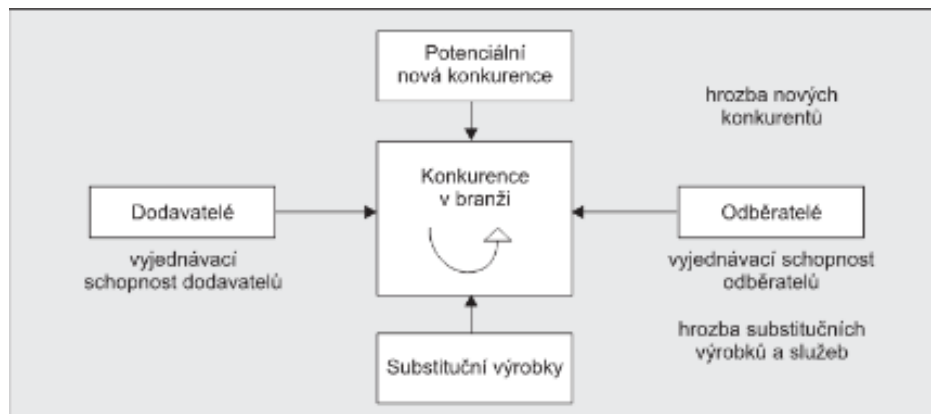 Potenciální
nová konkurence
hrozba nových
konkurentů
Konkurence
v branži
Dodavatelé
Odběratelé
vyjednávací
schopnost dodavatelů
vyjednávací schopnost
odběratelů
hrozba substitučních
výrobků a služeb
Substituční výrobky